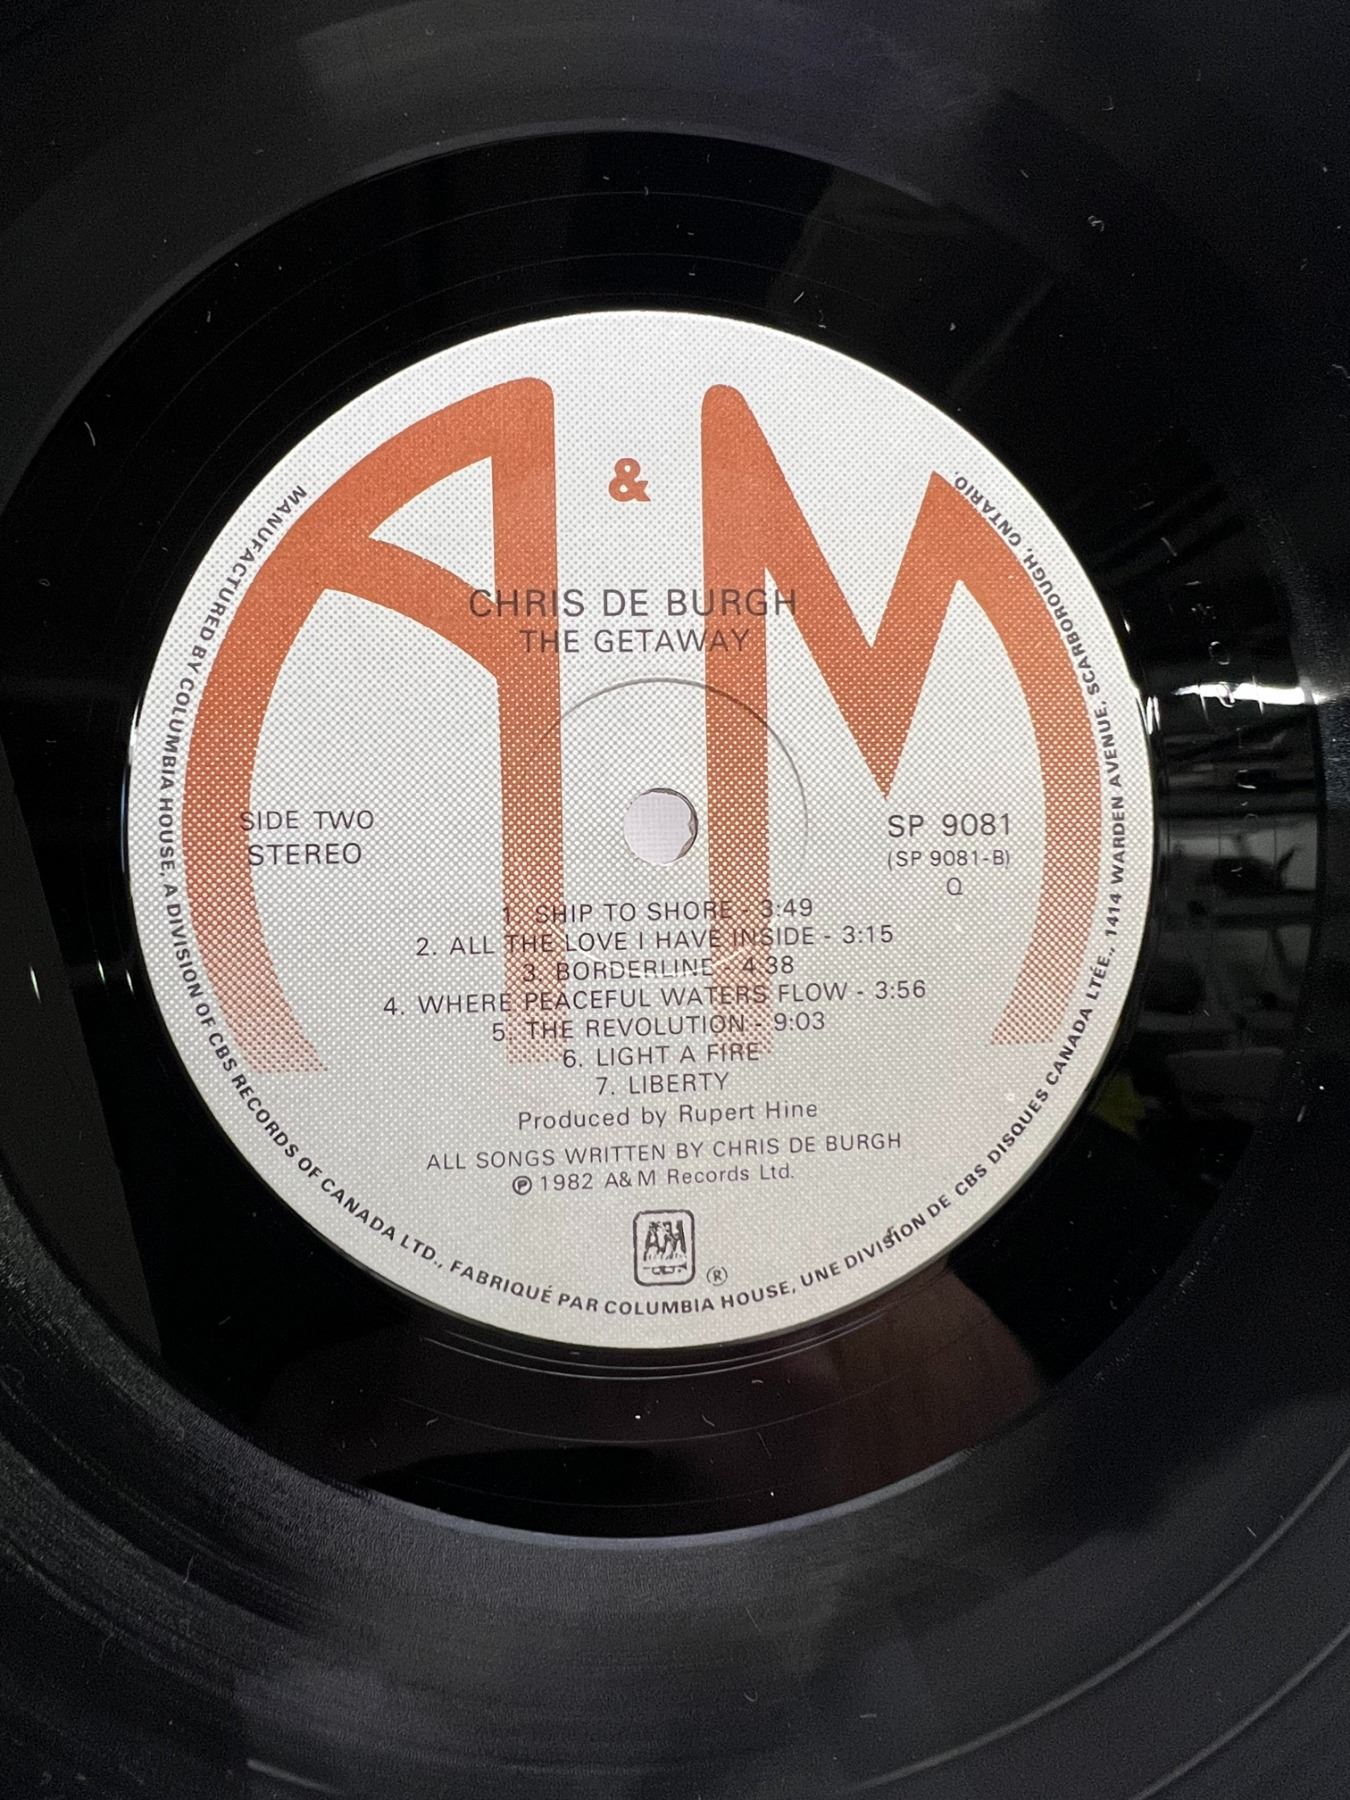 A & M
CHRIS DE BURGH
THE GETAWAY
SIDE TWO
STEREO
SP 9081
(SP 9081-B)
Q
1. SHIP TO SHORE - 3:49
2. ALL THE LOVE I HAVE INSIDE - 3:15
3. BORDERLINE - 4:38
4. WHERE PEACEFUL WATERS FLOW - 3:56
5. THE REVOLUTION - 9:03
6. LIGHT A FIRE
7. LIBERTY
Produced by Rupert Hine
ALL SONGS WRITTEN BY CHRIS DE BURGH
℗ 1982 A&M Records Ltd.
AM
®
MANUFACTURED BY COLUMBIA HOUSE, A DIVISION OF CBS RECORDS OF CANADA LTD., FABRIQUÉ PAR COLUMBIA HOUSE, UNE DIVISION DE CBS DISQUES CANADA LTÉE., 1414 WARDEN AVENUE, SCARBOROUGH, ONTARIO.